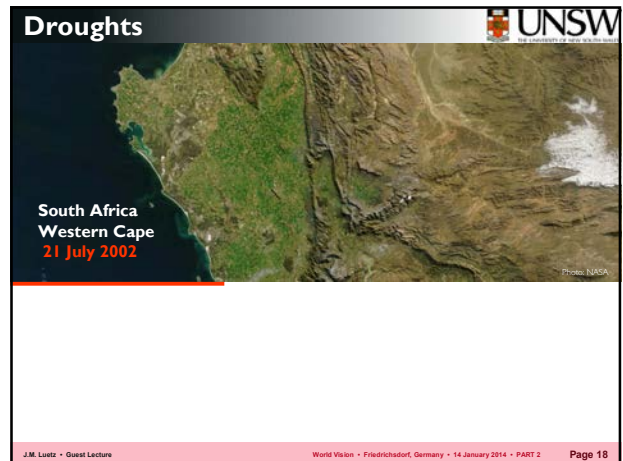 Droughts
UNSW
THE UNIVERSITY OF NEW SOUTH WALES
South Africa
Western Cape
21 July 2002
Photo: NASA
J.M. Luetz • Guest Lecture
World Vision • Friedrichsdorf, Germany • 14 January 2014 • PART 2
Page 18